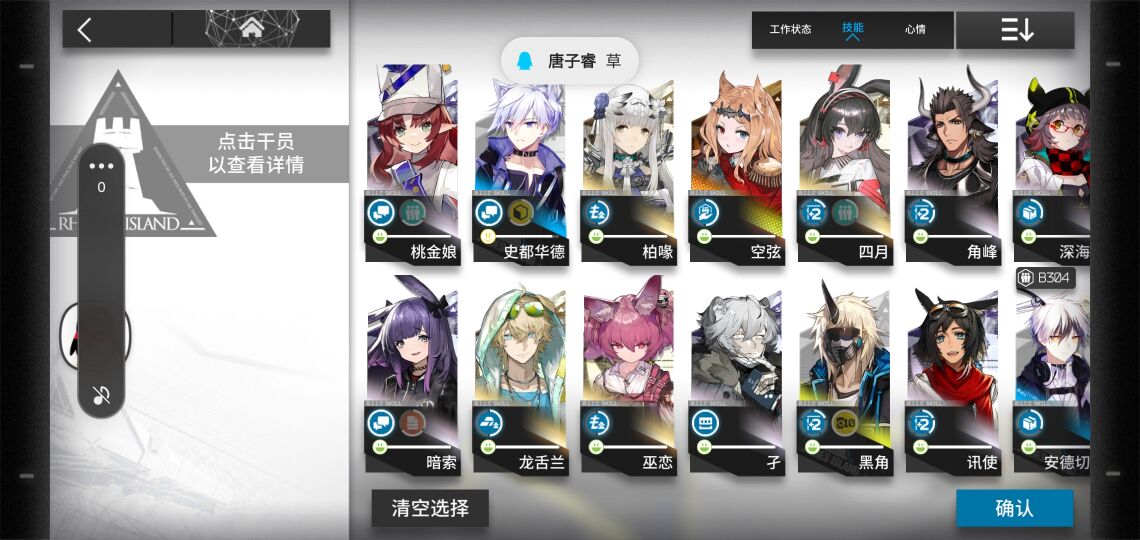 工作状态
技能
心情
唐子睿 草
点击干员
以查看详情
0
桃金娘
史都华德
柏喙
空弦
四月
角峰
深海
B304
暗索
龙舌兰
巫恋
孑
黑角
讯使
安德切
清空选择
确认